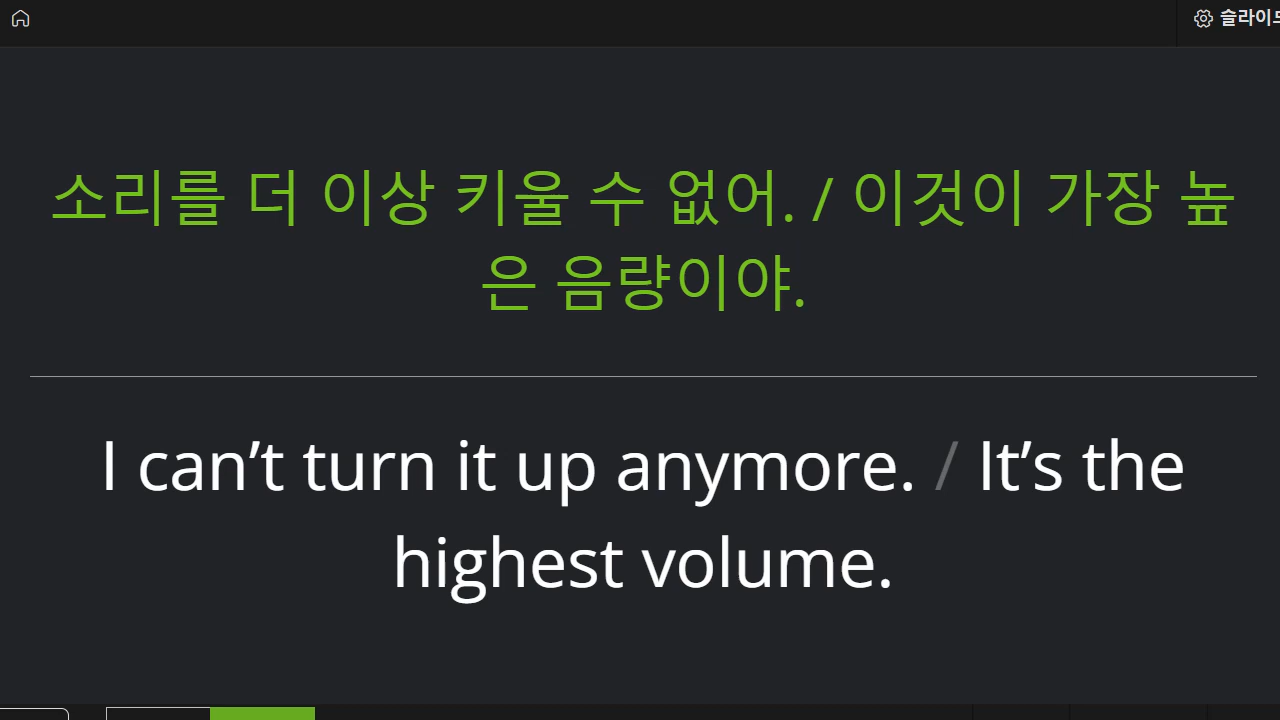 슬라이드
소리를 더 이상 키울 수 없어. / 이것이 가장 높
은 음량이야.
I can’t turn it up anymore. / It’s the
highest volume.